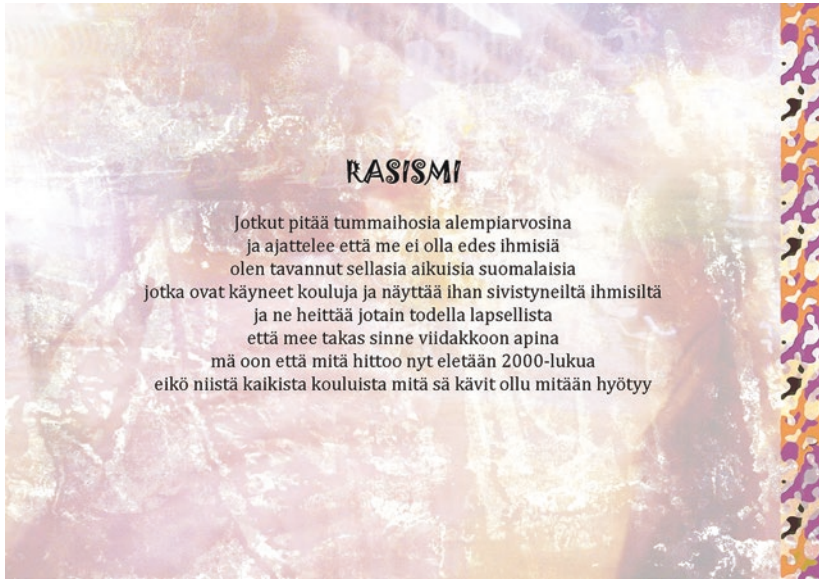 RASISMI
Jotkut pitää tummaihosia alempiarvosina
ja ajattelee että me ei olla edes ihmisiä
olen tavannut sellasia aikuisia suomalaisia
jotka ovat käyneet kouluja ja näyttää ihan sivistyneiltä ihmisiltä
ja ne heittää jotain todella lapsellista
että mee takas sinne viidakkoon apina
mä oon että mitä hittoo nyt eletään 2000-lukua
eikö niistä kaikista kouluista mitä sä kävit ollu mitään hyötyy